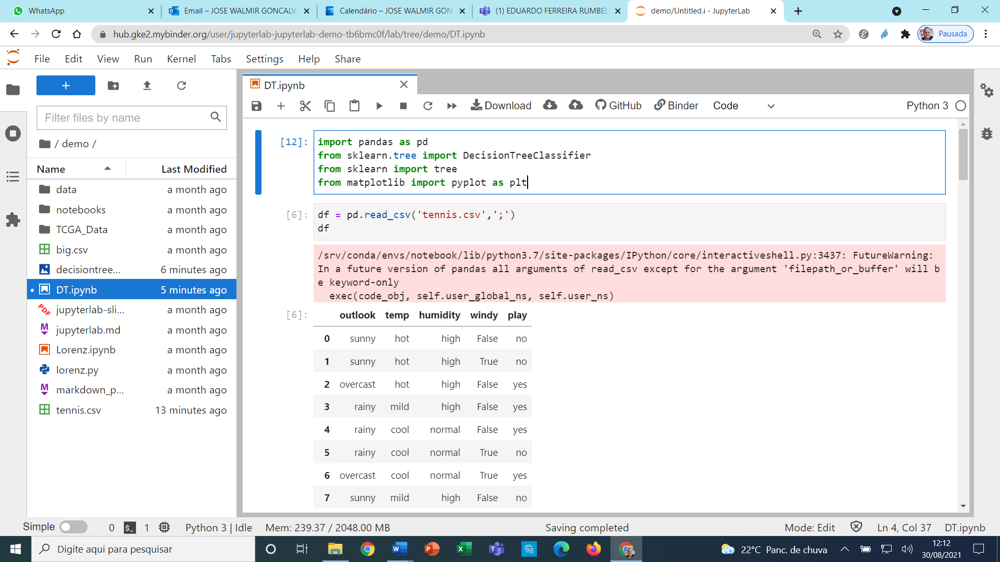 WhatsApp
Email – JOSE WALMIR GONCALV
Calendário – JOSE WALMIR GON
(1) EDUARDO FERREIRA RUMBEL
demo/Untitled.i - JupyterLab
hub.gke2.mybinder.org/user/jupyterlab-jupyterlab-demo-tb6bmc0f/lab/tree/demo/DT.ipynb
Pausada
File Edit View Run Kernel Tabs Settings Help Share
Filter files by name
/ demo /
Name Last Modified
data a month ago
notebooks a month ago
TCGA_Data a month ago
big.csv a month ago
decisiontree... 6 minutes ago
DT.ipynb 5 minutes ago
jupyterlab-sli... a month ago
jupyterlab.md a month ago
Lorenz.ipynb a month ago
lorenz.py a month ago
markdown_p... a month ago
tennis.csv 13 minutes ago
DT.ipynb
Download GitHub Binder Code Python 3
[12]:
import pandas as pd
from sklearn.tree import DecisionTreeClassifier
from sklearn import tree
from matplotlib import pyplot as plt
[6]:
df = pd.read_csv('tennis.csv',';')
df
/srv/conda/envs/notebook/lib/python3.7/site-packages/IPython/core/interactiveshell.py:3437: FutureWarning:
In a future version of pandas all arguments of read_csv except for the argument 'filepath_or_buffer' will b
e keyword-only
exec(code_obj, self.user_global_ns, self.user_ns)
[6]:
outlook temp humidity windy play
0 sunny hot high False no
1 sunny hot high True no
2 overcast hot high False yes
3 rainy mild high False yes
4 rainy cool normal False yes
5 rainy cool normal True no
6 overcast cool normal True yes
7 sunny mild high False no
Simple 0 $_ 1 Python 3 | Idle Mem: 239.37 / 2048.00 MB Saving completed Mode: Edit Ln 4, Col 37 DT.ipynb
Digite aqui para pesquisar
22°C Panc. de chuva
12:12
30/08/2021